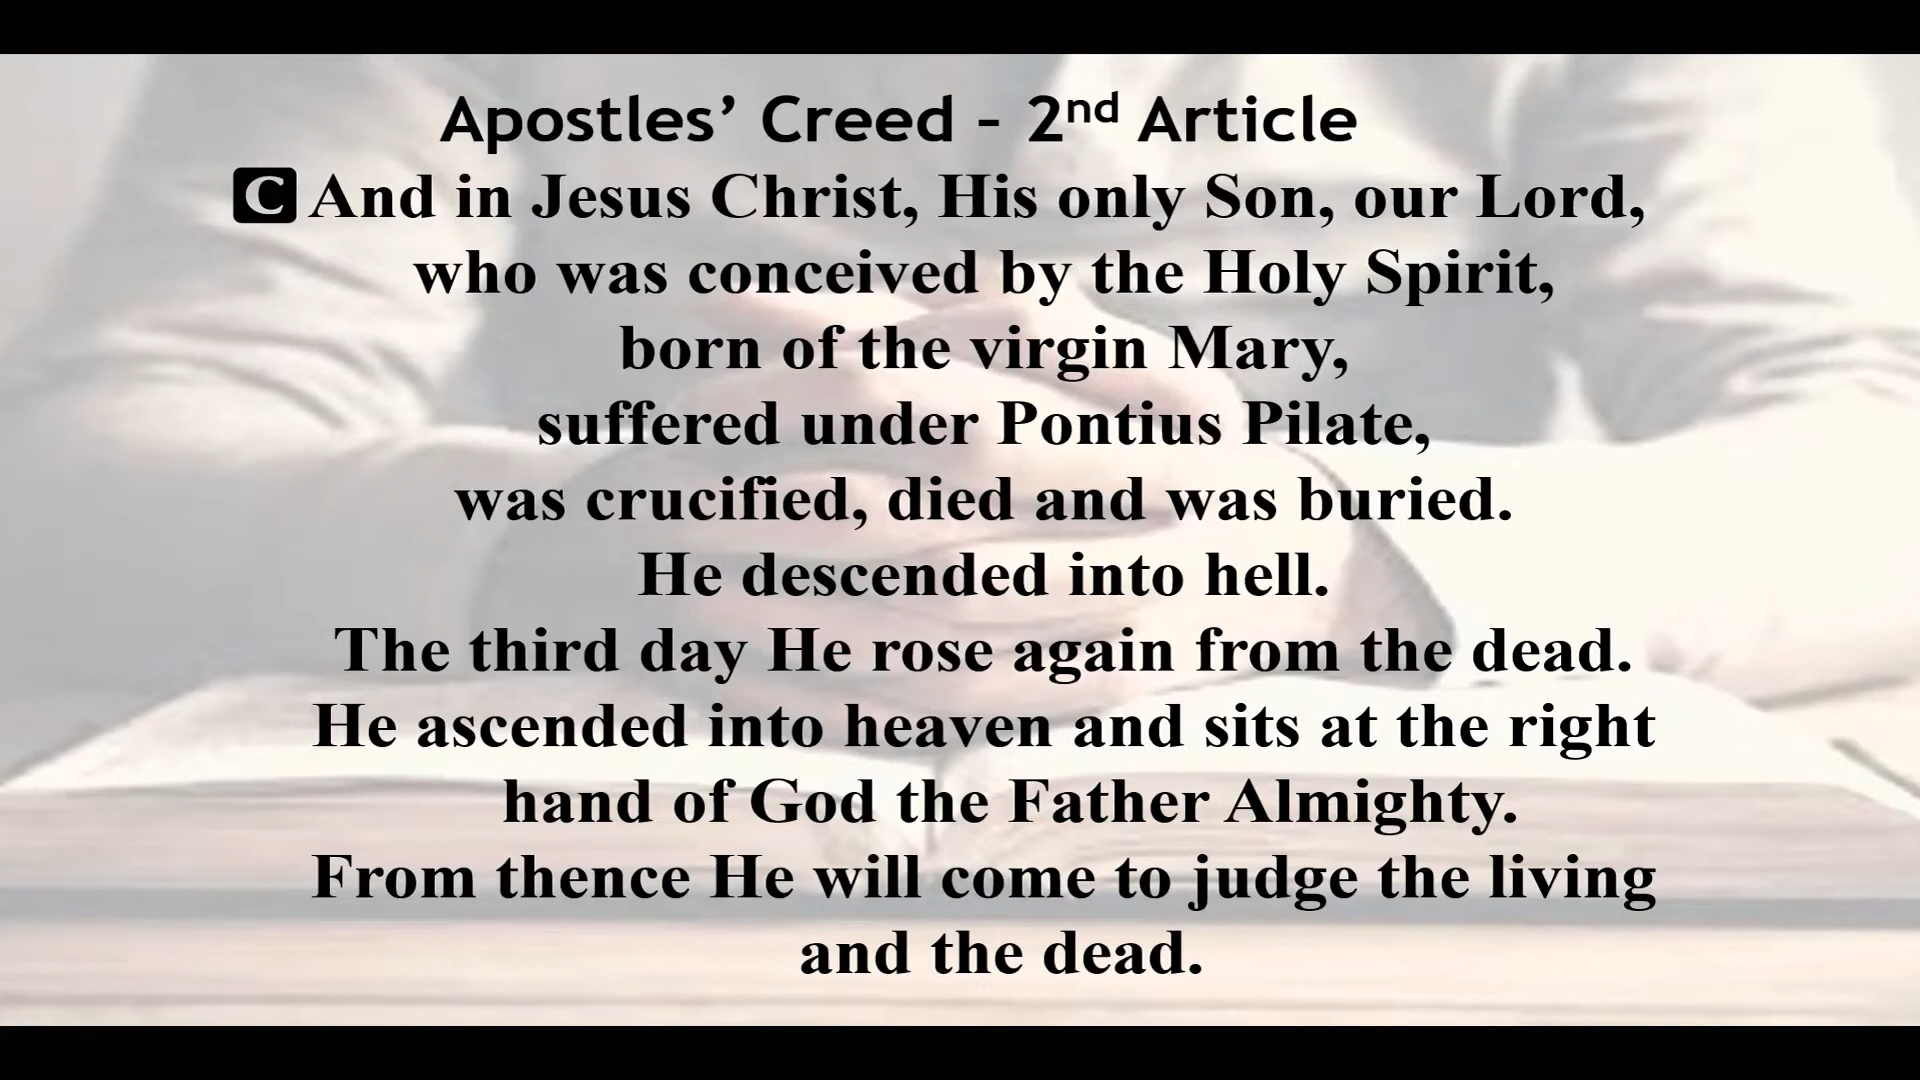 Apostles’ Creed – 2nd Article
C And in Jesus Christ, His only Son, our Lord,
who was conceived by the Holy Spirit,
born of the virgin Mary,
suffered under Pontius Pilate,
was crucified, died and was buried.
He descended into hell.
The third day He rose again from the dead.
He ascended into heaven and sits at the right
hand of God the Father Almighty.
From thence He will come to judge the living
and the dead.